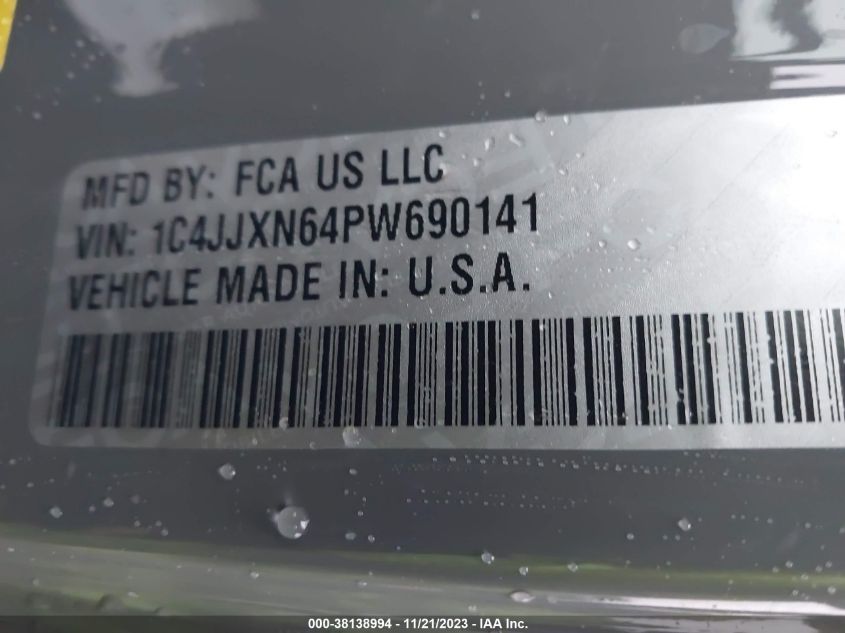 MFD BY: FCA US LLC
VIN: 1C4JJXN64PW690141
VEHICLE MADE IN: U.S.A.
000-38138994 - 11/21/2023 - IAA Inc.